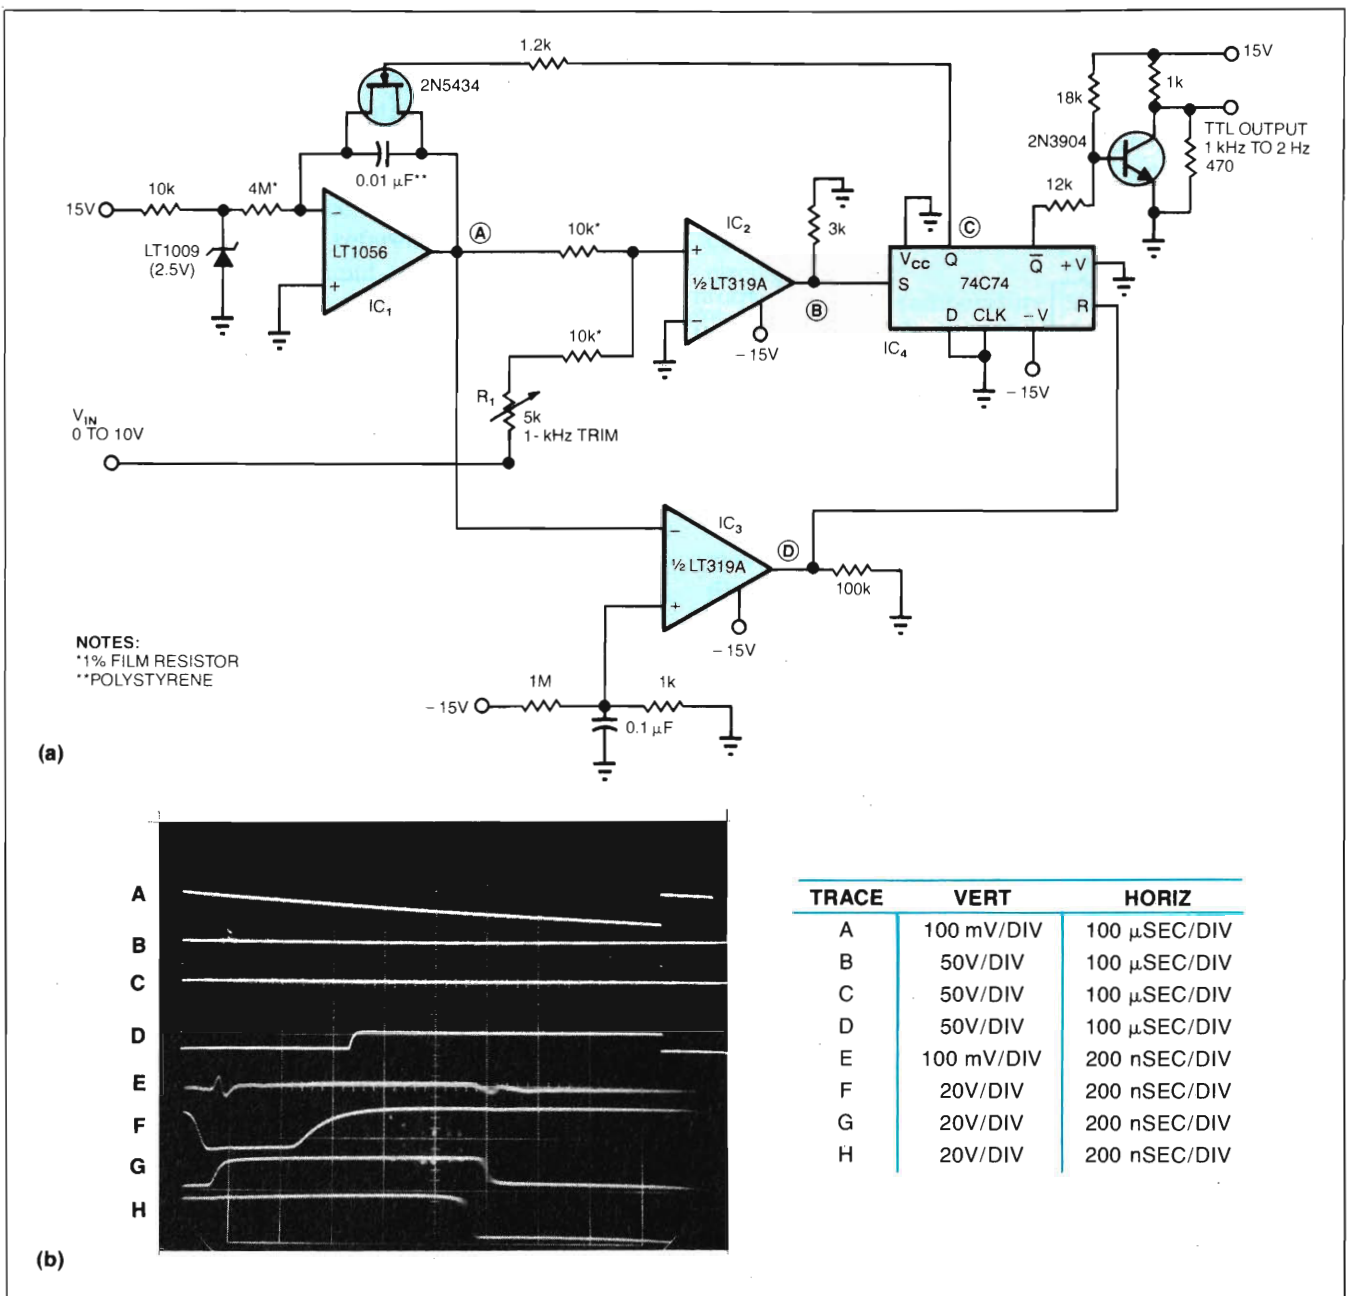 1.2k
2N5434
0.01 μF**
15V
10k
4M*
LT1009
(2.5V)
−
LT1056
+
IC1
A
10k*
10k*
R1
5k
1- kHz TRIM
VIN
0 TO 10V
IC2
+
½ LT319A
−
−15V
B
3k
C
VCC
Q
Q
+V
S
74C74
R
D
CLK
−V
IC4
−15V
15V
1k
18k
2N3904
12k
TTL OUTPUT
1 kHz TO 2 Hz
470
IC3
−
½ LT319A
+
D
100k
−15V
−15V
1M
1k
0.1 μF
NOTES:
*1% FILM RESISTOR
**POLYSTYRENE
(a)
A
B
C
D
E
F
G
H
(b)
TRACE VERT HORIZ
A 100 mV/DIV 100 μSEC/DIV
B 50V/DIV 100 μSEC/DIV
C 50V/DIV 100 μSEC/DIV
D 50V/DIV 100 μSEC/DIV
E 100 mV/DIV 200 nSEC/DIV
F 20V/DIV 200 nSEC/DIV
G 20V/DIV 200 nSEC/DIV
H 20V/DIV 200 nSEC/DIV